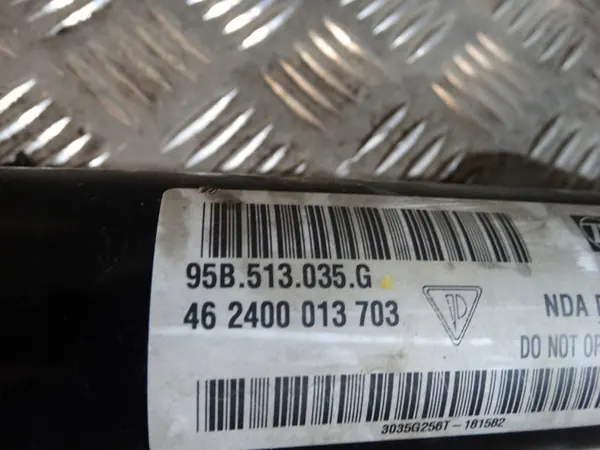 95B.513.035.G
46 2400 013 703
NDA
DO NOT
3035G256T-181582